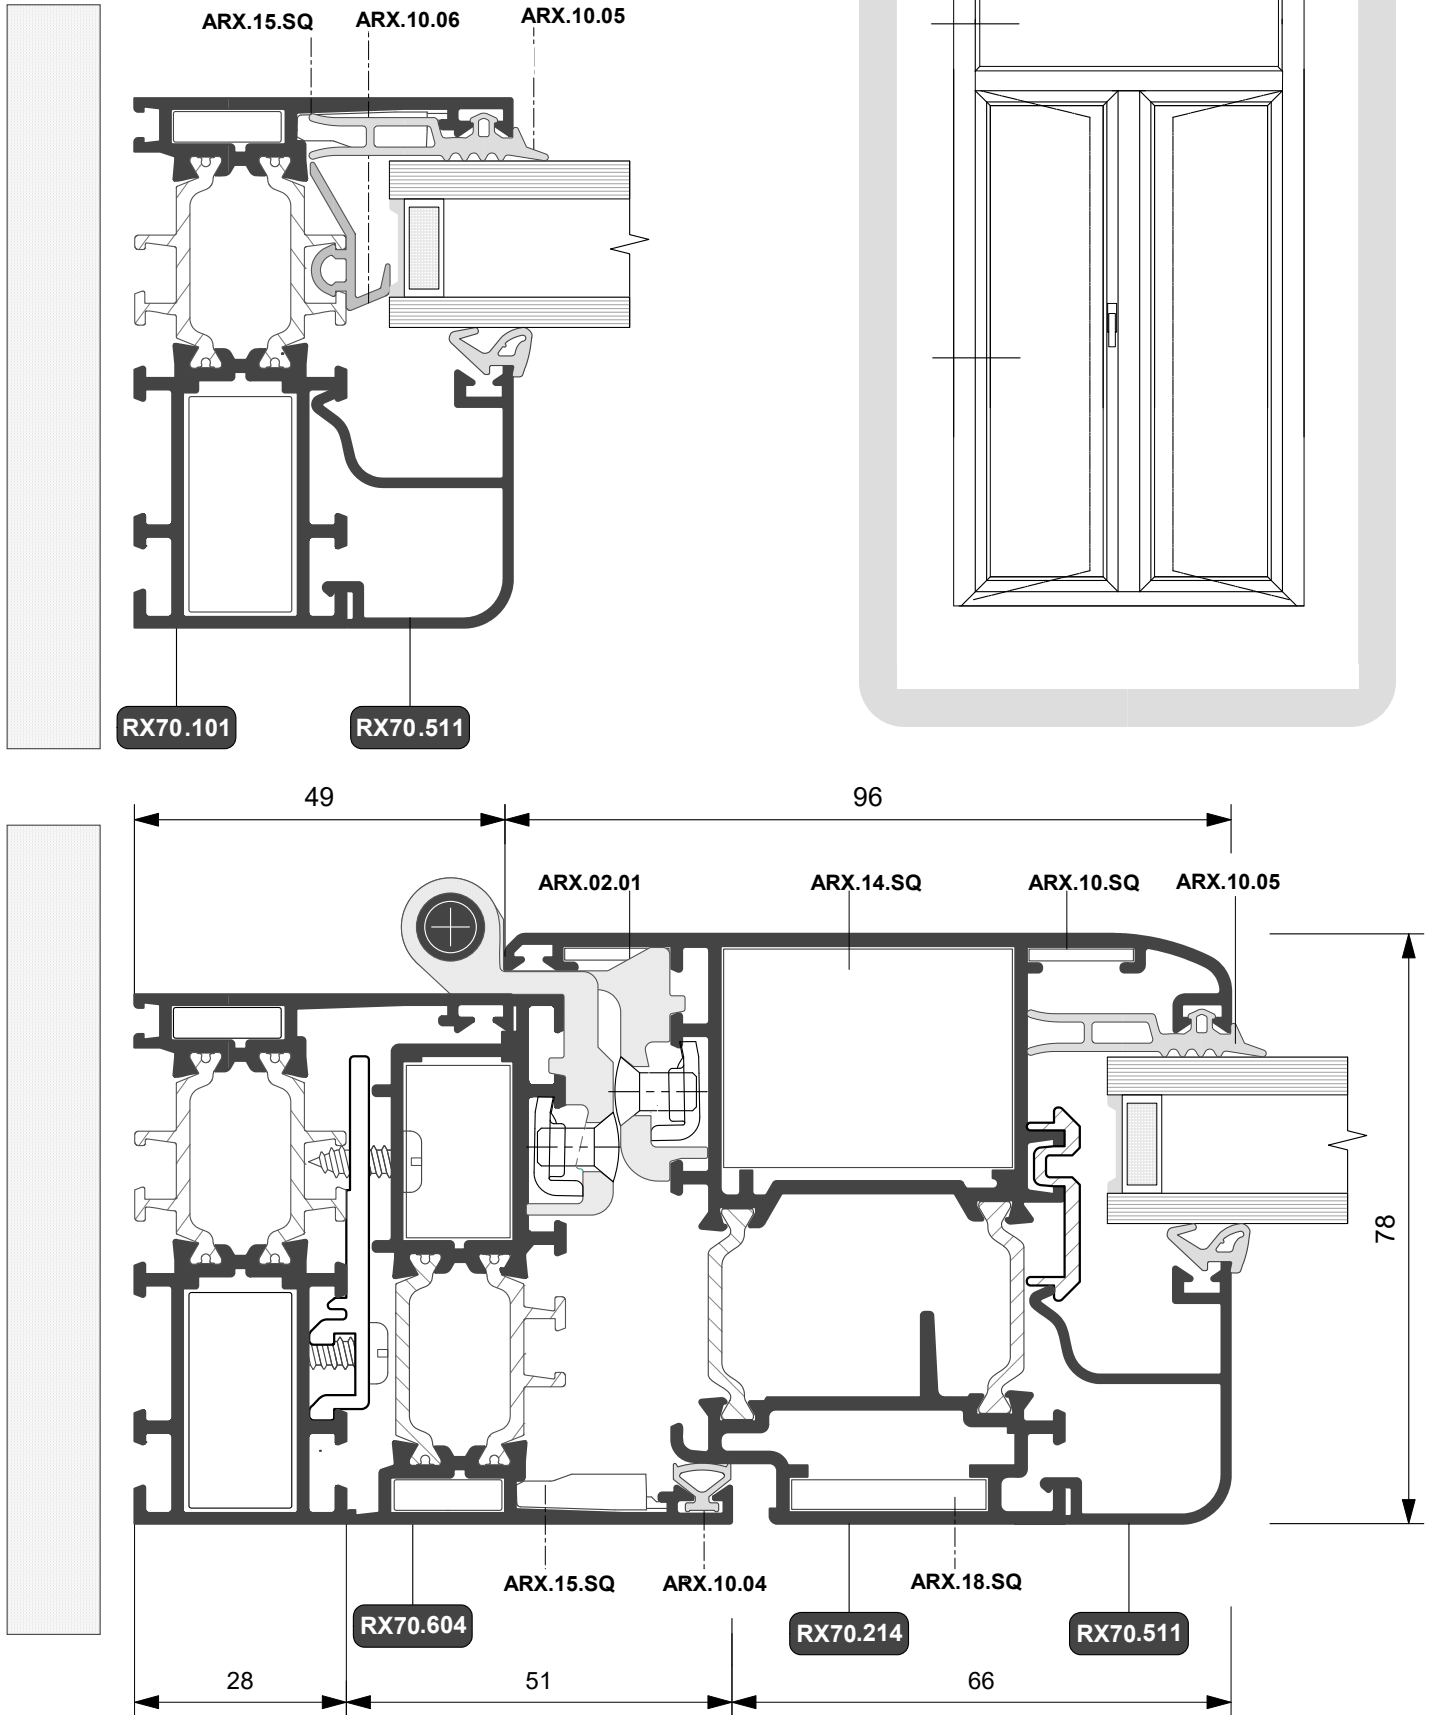 ARX.15.SQ ARX.10.06 ARX.10.05
RX70.101 RX70.511
49 96
ARX.02.01 ARX.14.SQ ARX.10.SQ ARX.10.05
78
ARX.15.SQ ARX.10.04 ARX.18.SQ
RX70.604 RX70.214 RX70.511
28 51 66